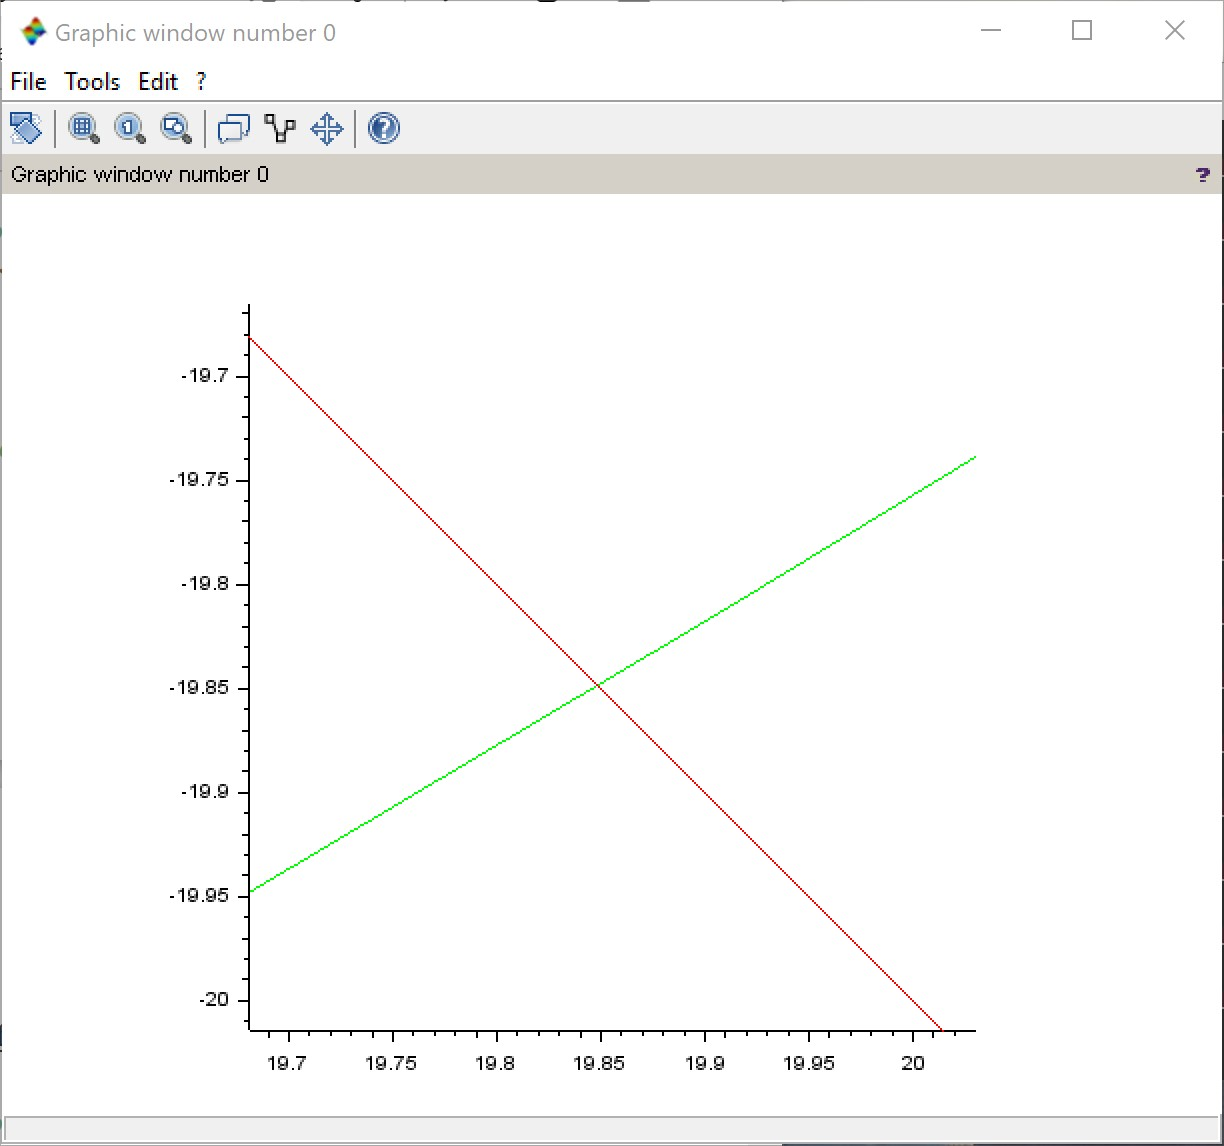 Graphic window number 0
File Tools Edit ?
Graphic window number 0 ?
-19.7
-19.75
-19.8
-19.85
-19.9
-19.95
-20
19.7 19.75 19.8 19.85 19.9 19.95 20